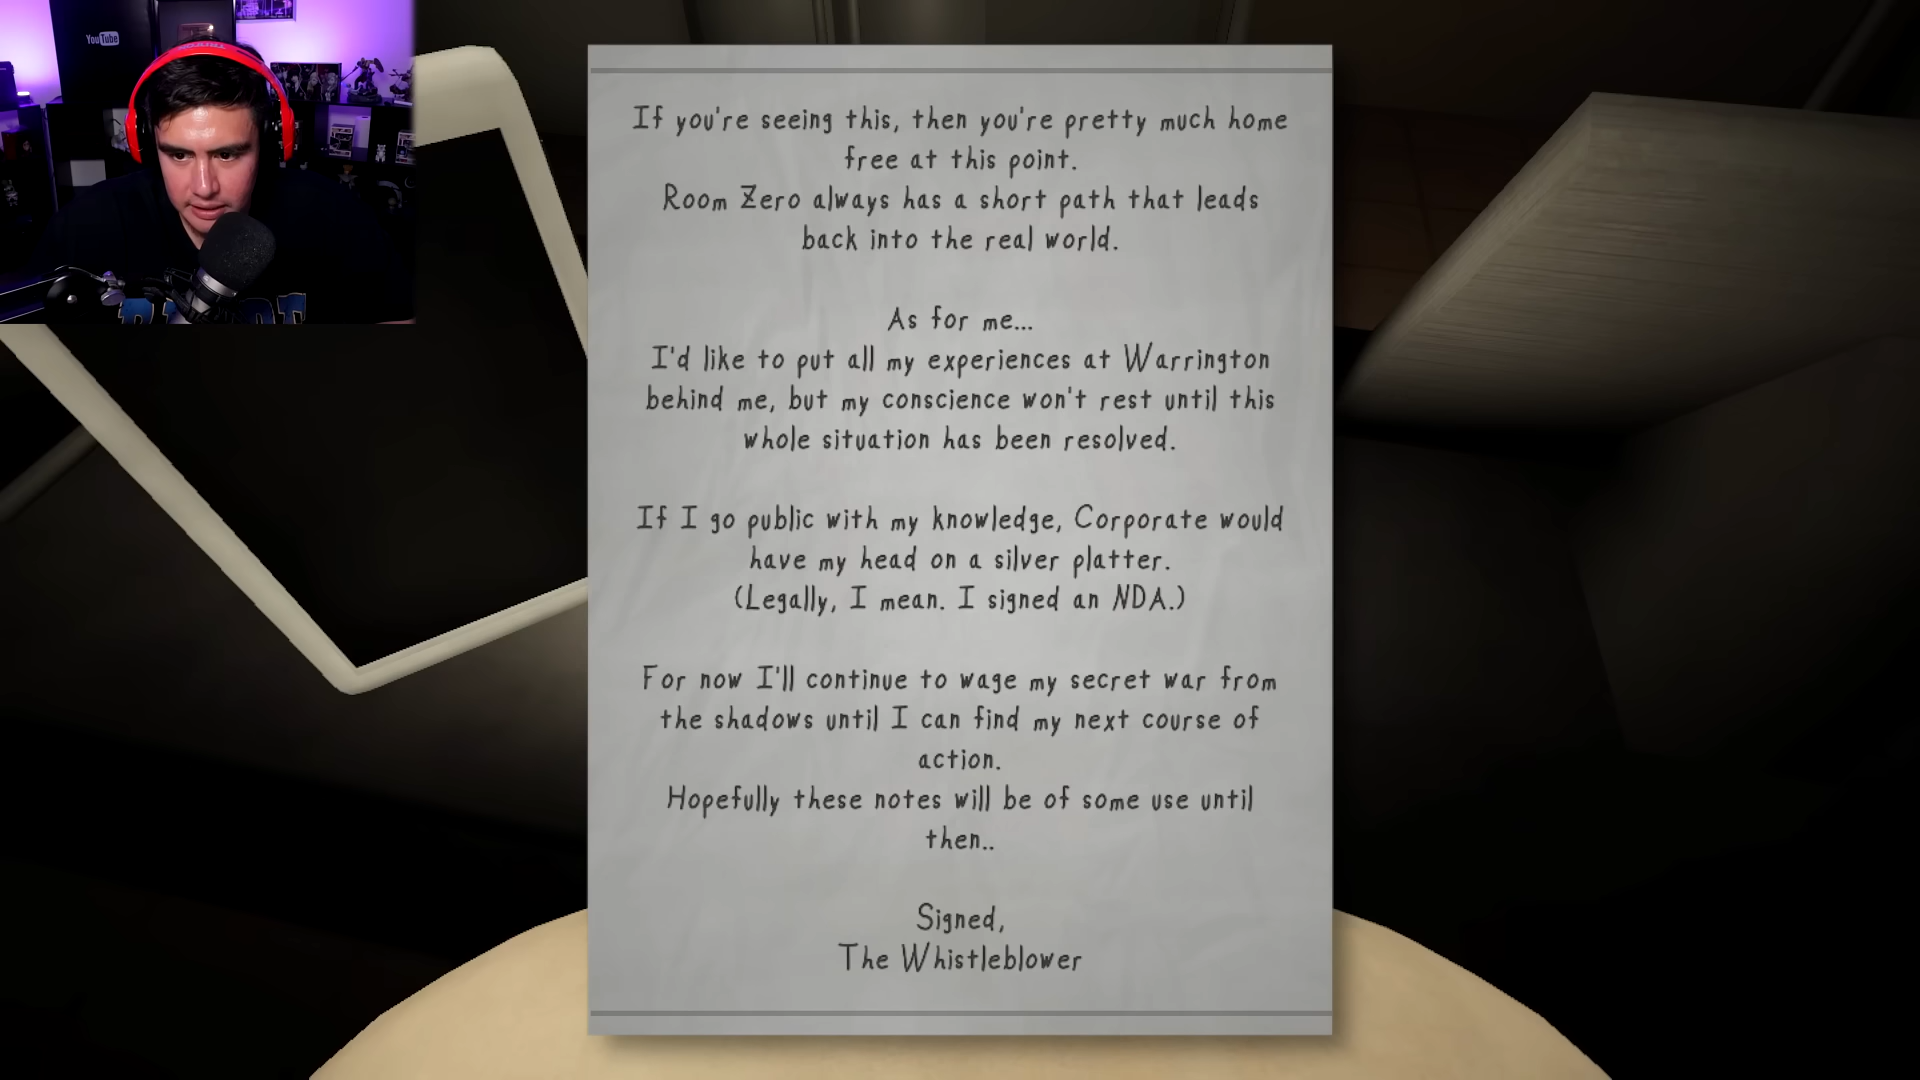 YouTube
If you're seeing this, then you're pretty much home
free at this point.
Room Zero always has a short path that leads
back into the real world.
As for me...
I'd like to put all my experiences at Warrington
behind me, but my conscience won't rest until this
whole situation has been resolved.
If I go public with my knowledge, Corporate would
have my head on a silver platter.
(Legally, I mean. I signed an NDA.)
For now I'll continue to wage my secret war from
the shadows until I can find my next course of
action.
Hopefully these notes will be of some use until
then..
Signed,
The Whistleblower